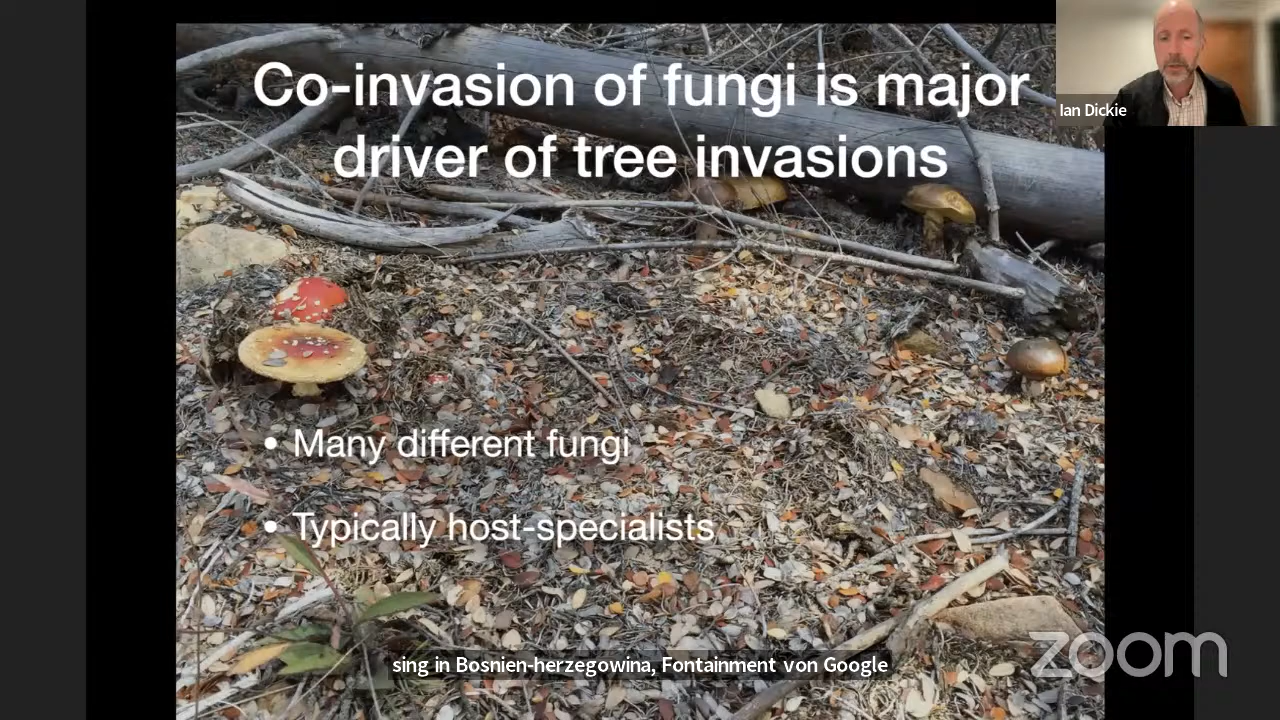 Co-invasion of fungi is major
driver of tree invasions
Ian Dickie
• Many different fungi
• Typically host-specialists
sing in Bosnien-herzegowina, Fontainment von Google
zoom